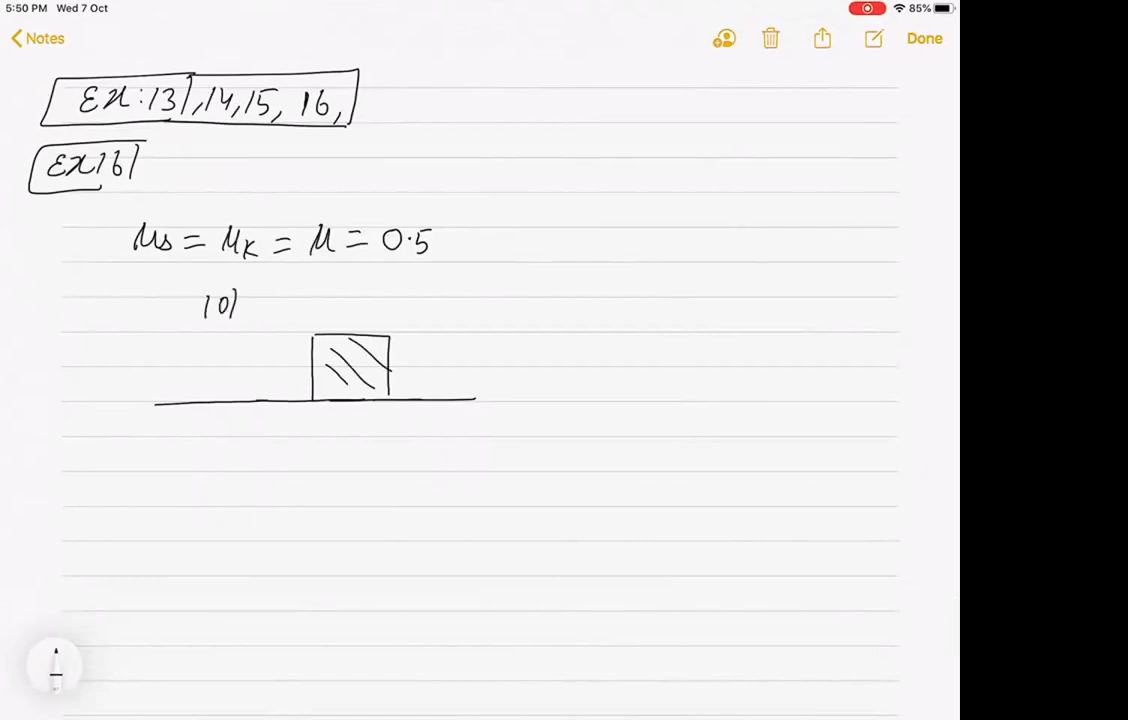 5:50 PM Wed 7 Oct
85%
Notes
Done
Ex:13,14,15, 16,
Ex16
μs = μk = μ = 0.5